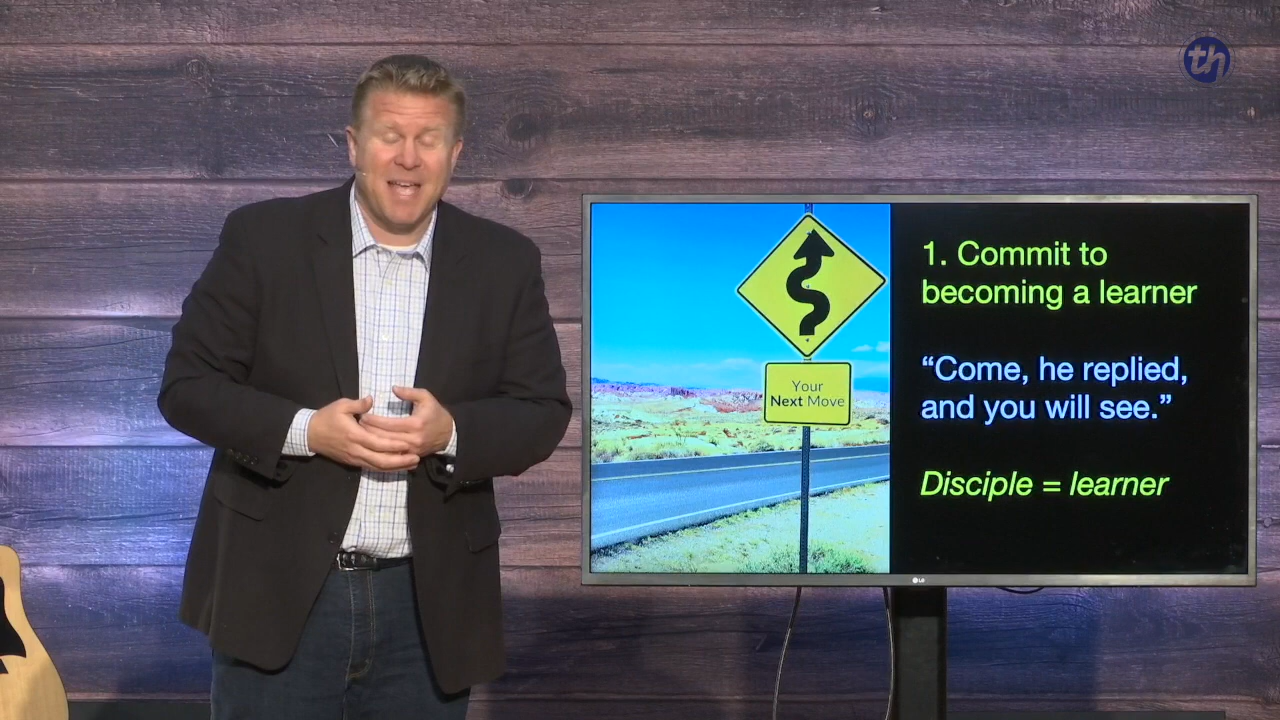 th
1. Commit to
becoming a learner
“Come, he replied,
and you will see.”
Disciple = learner
Your
Next Move
LG